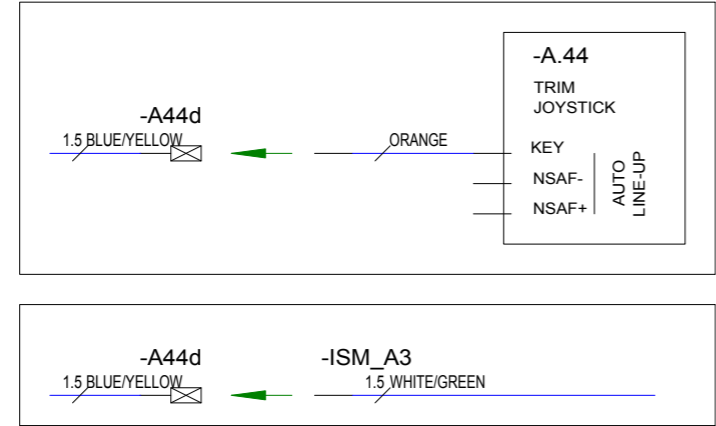 -A.44
TRIM
JOYSTICK
-A44d
1.5 BLUE/YELLOW
ORANGE
KEY
NSAF-
NSAF+
AUTO
LINE-UP
-A44d
-ISM_A3
1.5 BLUE/YELLOW
1.5 WHITE/GREEN